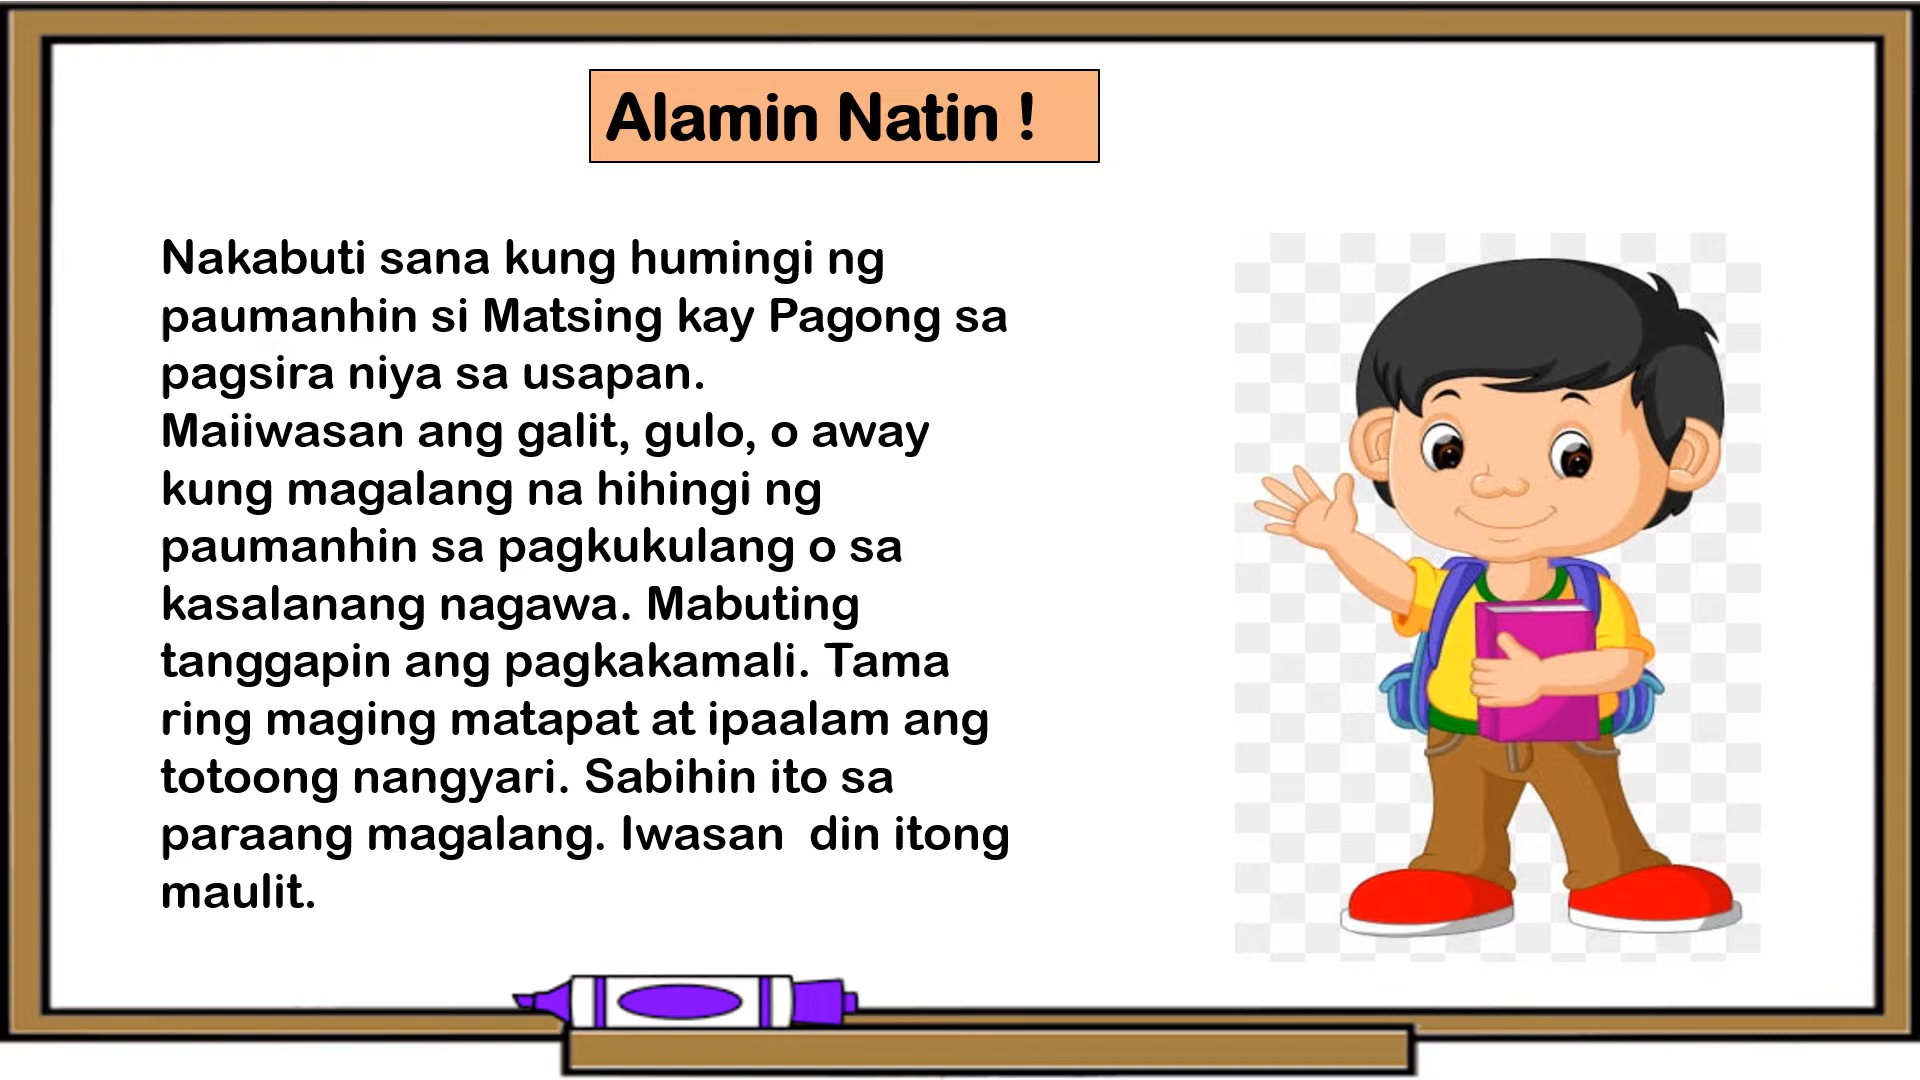 Alamin Natin !
Nakabuti sana kung humingi ng
paumanhin si Matsing kay Pagong sa
pagsira niya sa usapan.
Maiiwasan ang galit, gulo, o away
kung magalang na hihingi ng
paumanhin sa pagkukulang o sa
kasalanang nagawa. Mabuting
tanggapin ang pagkakamali. Tama
ring maging matapat at ipaalam ang
totoong nangyari. Sabihin ito sa
paraang magalang. Iwasan  din itong
maulit.